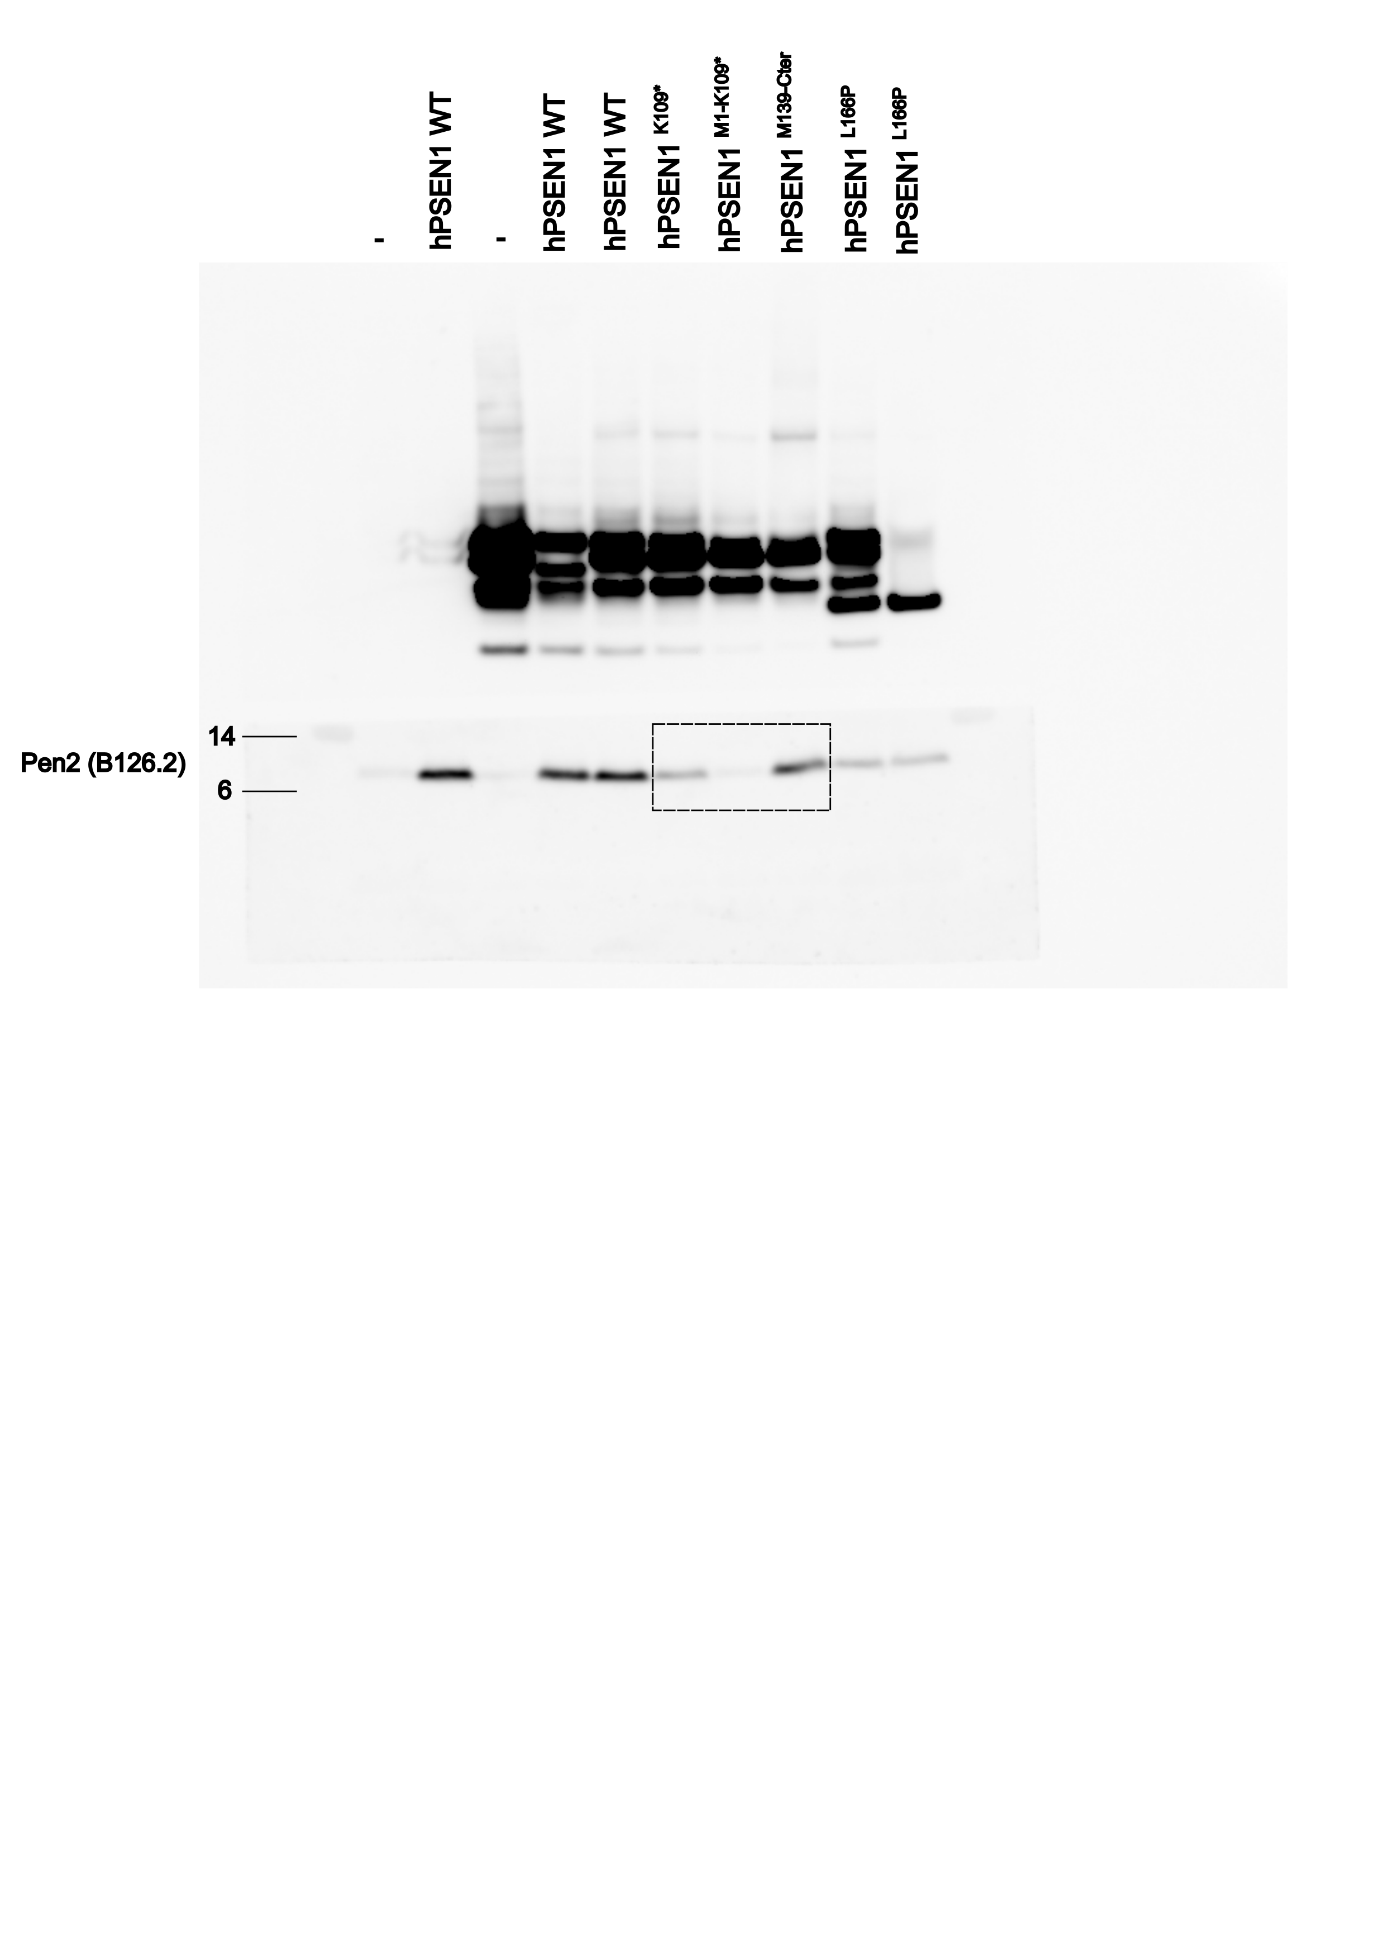 -
hPSEN1 WT
-
hPSEN1 WT
hPSEN1 WT
hPSEN1 K109*
hPSEN1 M1-K109*
hPSEN1 M139-Cter
hPSEN1 L166P
hPSEN1 L166P
14
Pen2 (B126.2)
6